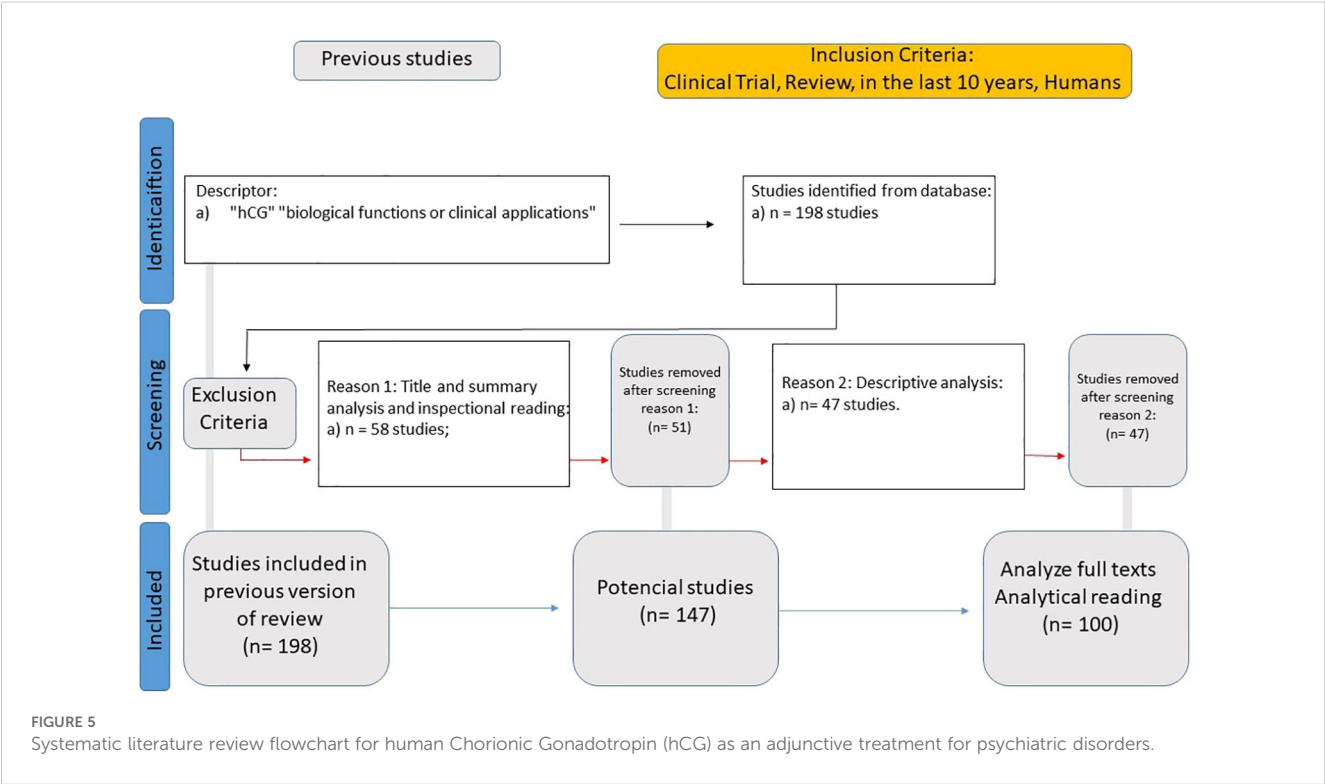 Previous studies
Inclusion Criteria:
Clinical Trial, Review, in the last 10 years, Humans
Identicaiftion
Descriptor:
a) "hCG" "biological functions or clinical applications"
Studies identified from database:
a) n = 198 studies
Screening
Exclusion
Criteria
Reason 1: Title and summary
analysis and inspectional reading:
a) n = 58 studies;
Studies removed
after screening
reason 1:
(n= 51)
Reason 2: Descriptive analysis:
a) n= 47 studies.
Studies removed
after screening
reason 2:
(n= 47)
Included
Studies included in
previous version
of review
(n= 198)
Potencial studies
(n= 147)
Analyze full texts
Analytical reading
(n= 100)
FIGURE 5
Systematic literature review flowchart for human Chorionic Gonadotropin (hCG) as an adjunctive treatment for psychiatric disorders.